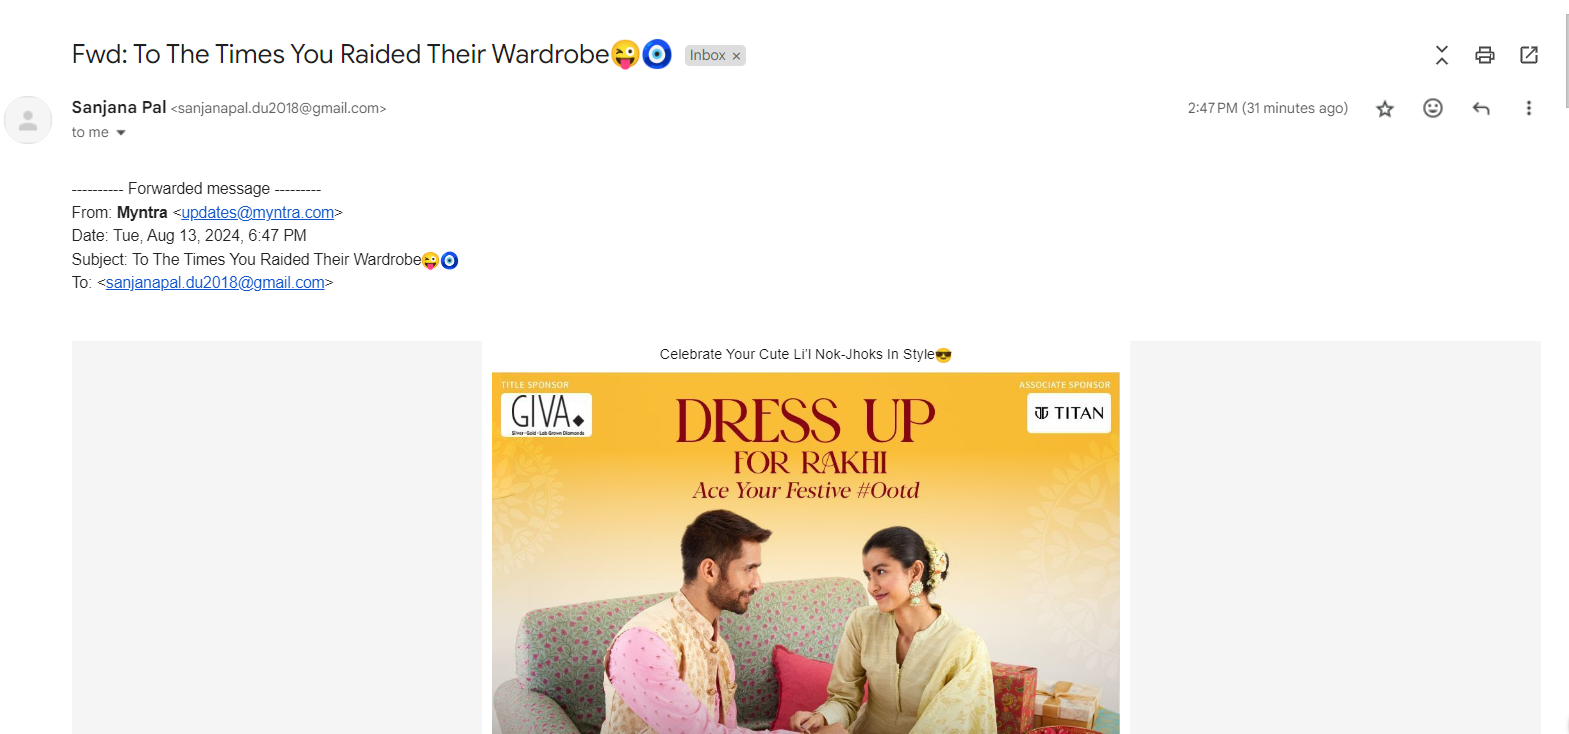 Fwd: To The Times You Raided Their Wardrobe😜🧿 Inbox ×
Sanjana Pal <sanjanapal.du2018@gmail.com> 2:47 PM (31 minutes ago)
to me
---------- Forwarded message ---------
From: Myntra <updates@myntra.com>
Date: Tue, Aug 13, 2024, 6:47 PM
Subject: To The Times You Raided Their Wardrobe😜🧿
To: <sanjanapal.du2018@gmail.com>
Celebrate Your Cute Li'l Nok-Jhoks In Style😎
TITLE SPONSOR
GIVA
Silver · Gold · Lab Grown Diamonds
ASSOCIATE SPONSOR
TITAN
DRESS UP
FOR RAKHI
Ace Your Festive #Ootd